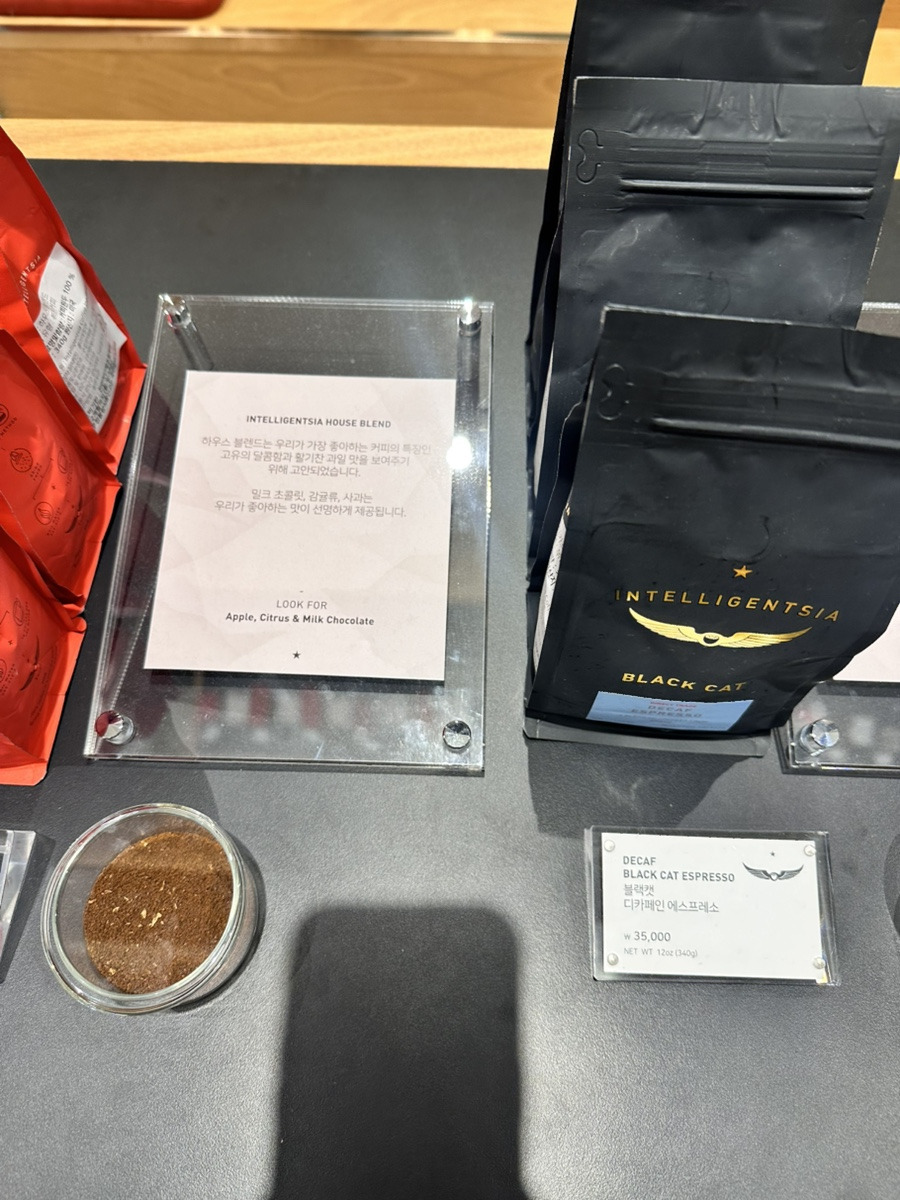 INTELLIGENTSIA HOUSE BLEND
하우스 블렌드는 우리가 가장 좋아하는 커피의 특징인
고유의 달콤함과 활기찬 과일 맛을 보여주기
위해 고안되었습니다.
밀크 초콜릿, 감귤류, 사과는
우리가 좋아하는 맛이 선명하게 제공됩니다.
LOOK FOR
Apple, Citrus & Milk Chocolate
INTELLIGENTSIA
BLACK CAT
DECAF
ESPRESSO
DECAF
BLACK CAT ESPRESSO
블랙캣
디카페인 에스프레소
₩ 35,000
NET WT 12oz (340g)